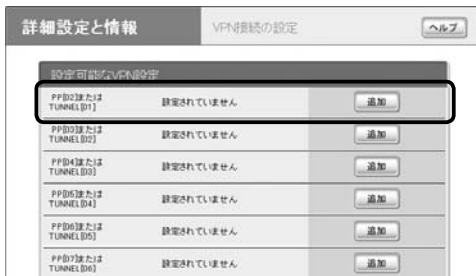 詳細設定と情報
VPN接続の設定
ヘルプ
設定可能なVPN設定
PP[02]または
TUNNEL[01]
設定されていません
追加
PP[03]または
TUNNEL[02]
設定されていません
追加
PP[04]または
TUNNEL[03]
設定されていません
追加
PP[05]または
TUNNEL[04]
設定されていません
追加
PP[06]または
TUNNEL[05]
設定されていません
追加
PP[07]または
TUNNEL[06]
設定されていません
追加